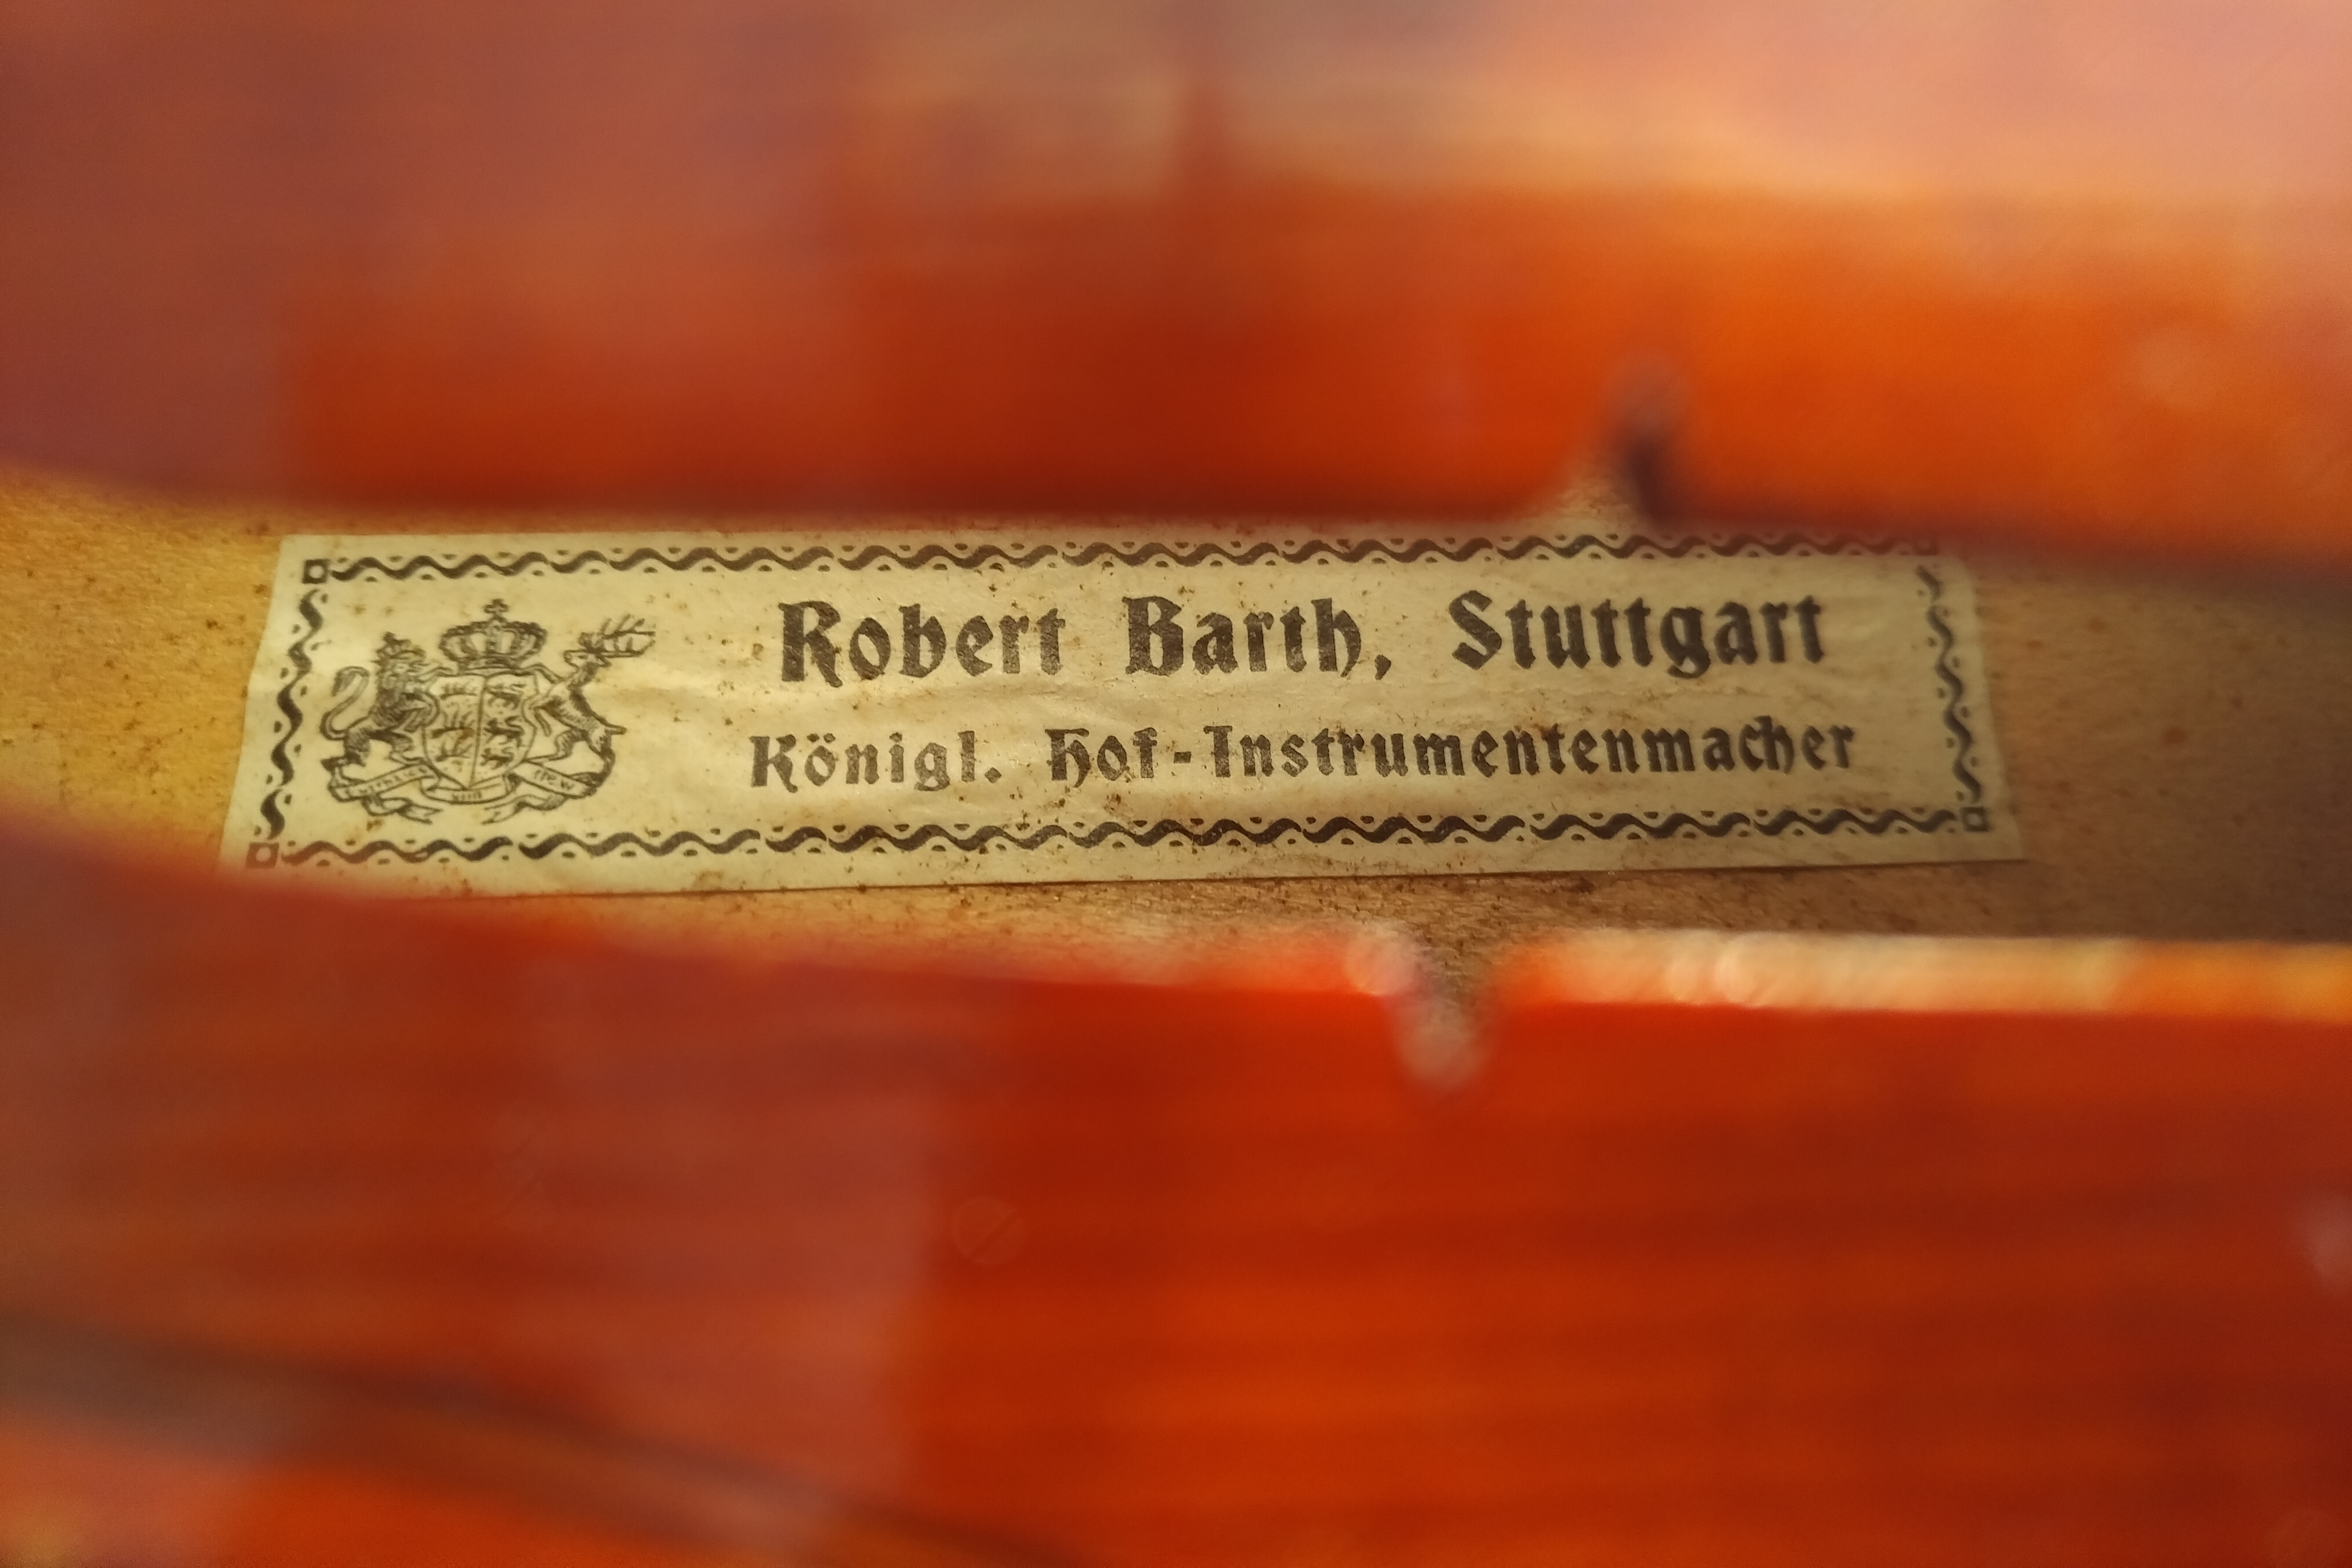 Robert Barth, Stuttgart
Königl. Hof-Instrumentenmacher